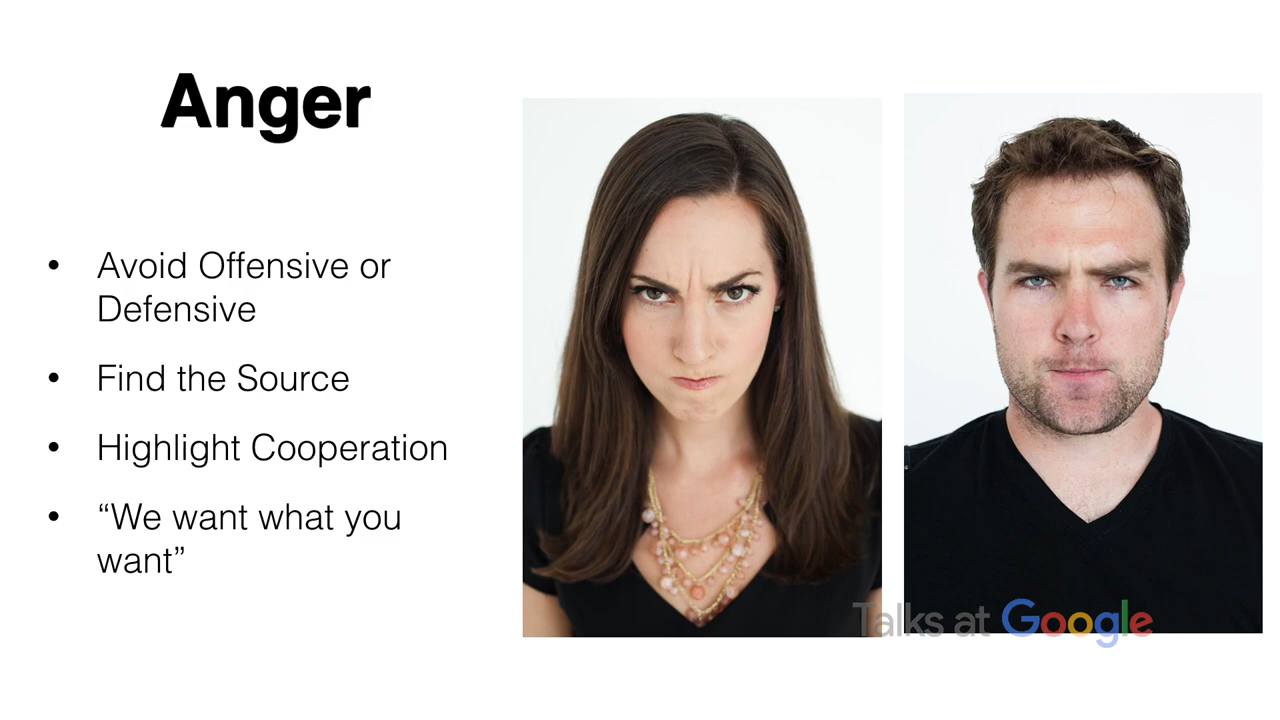 Anger
• Avoid Offensive or
Defensive
• Find the Source
• Highlight Cooperation
• “We want what you
want”
Talks at Google